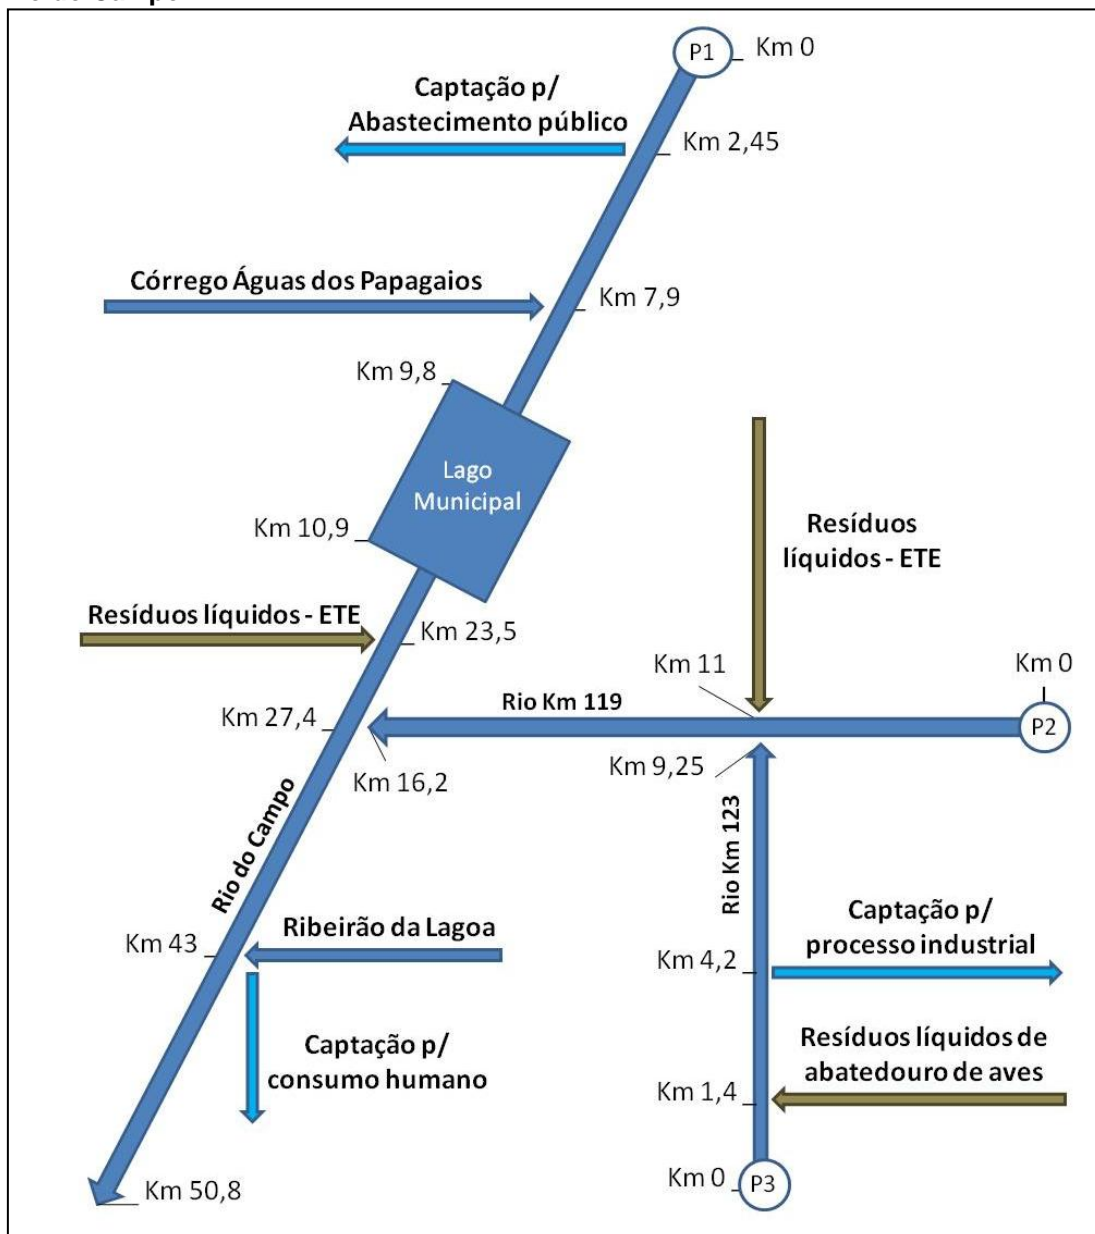 P1
Km 0
Captação p/
Abastecimento público
Km 2,45
Córrego Águas dos Papagaios
Km 7,9
Km 9,8
Lago
Municipal
Km 10,9
Resíduos
líquidos - ETE
Resíduos líquidos - ETE
Km 23,5
Km 11
Km 0
Rio Km 119
P2
Km 27,4
Km 16,2
Km 9,25
Rio Km 123
Rio do Campo
Ribeirão da Lagoa
Km 43
Captação p/
processo industrial
Km 4,2
Captação p/
consumo humano
Resíduos líquidos de
abatedouro de aves
Km 1,4
Km 0
P3
Km 50,8